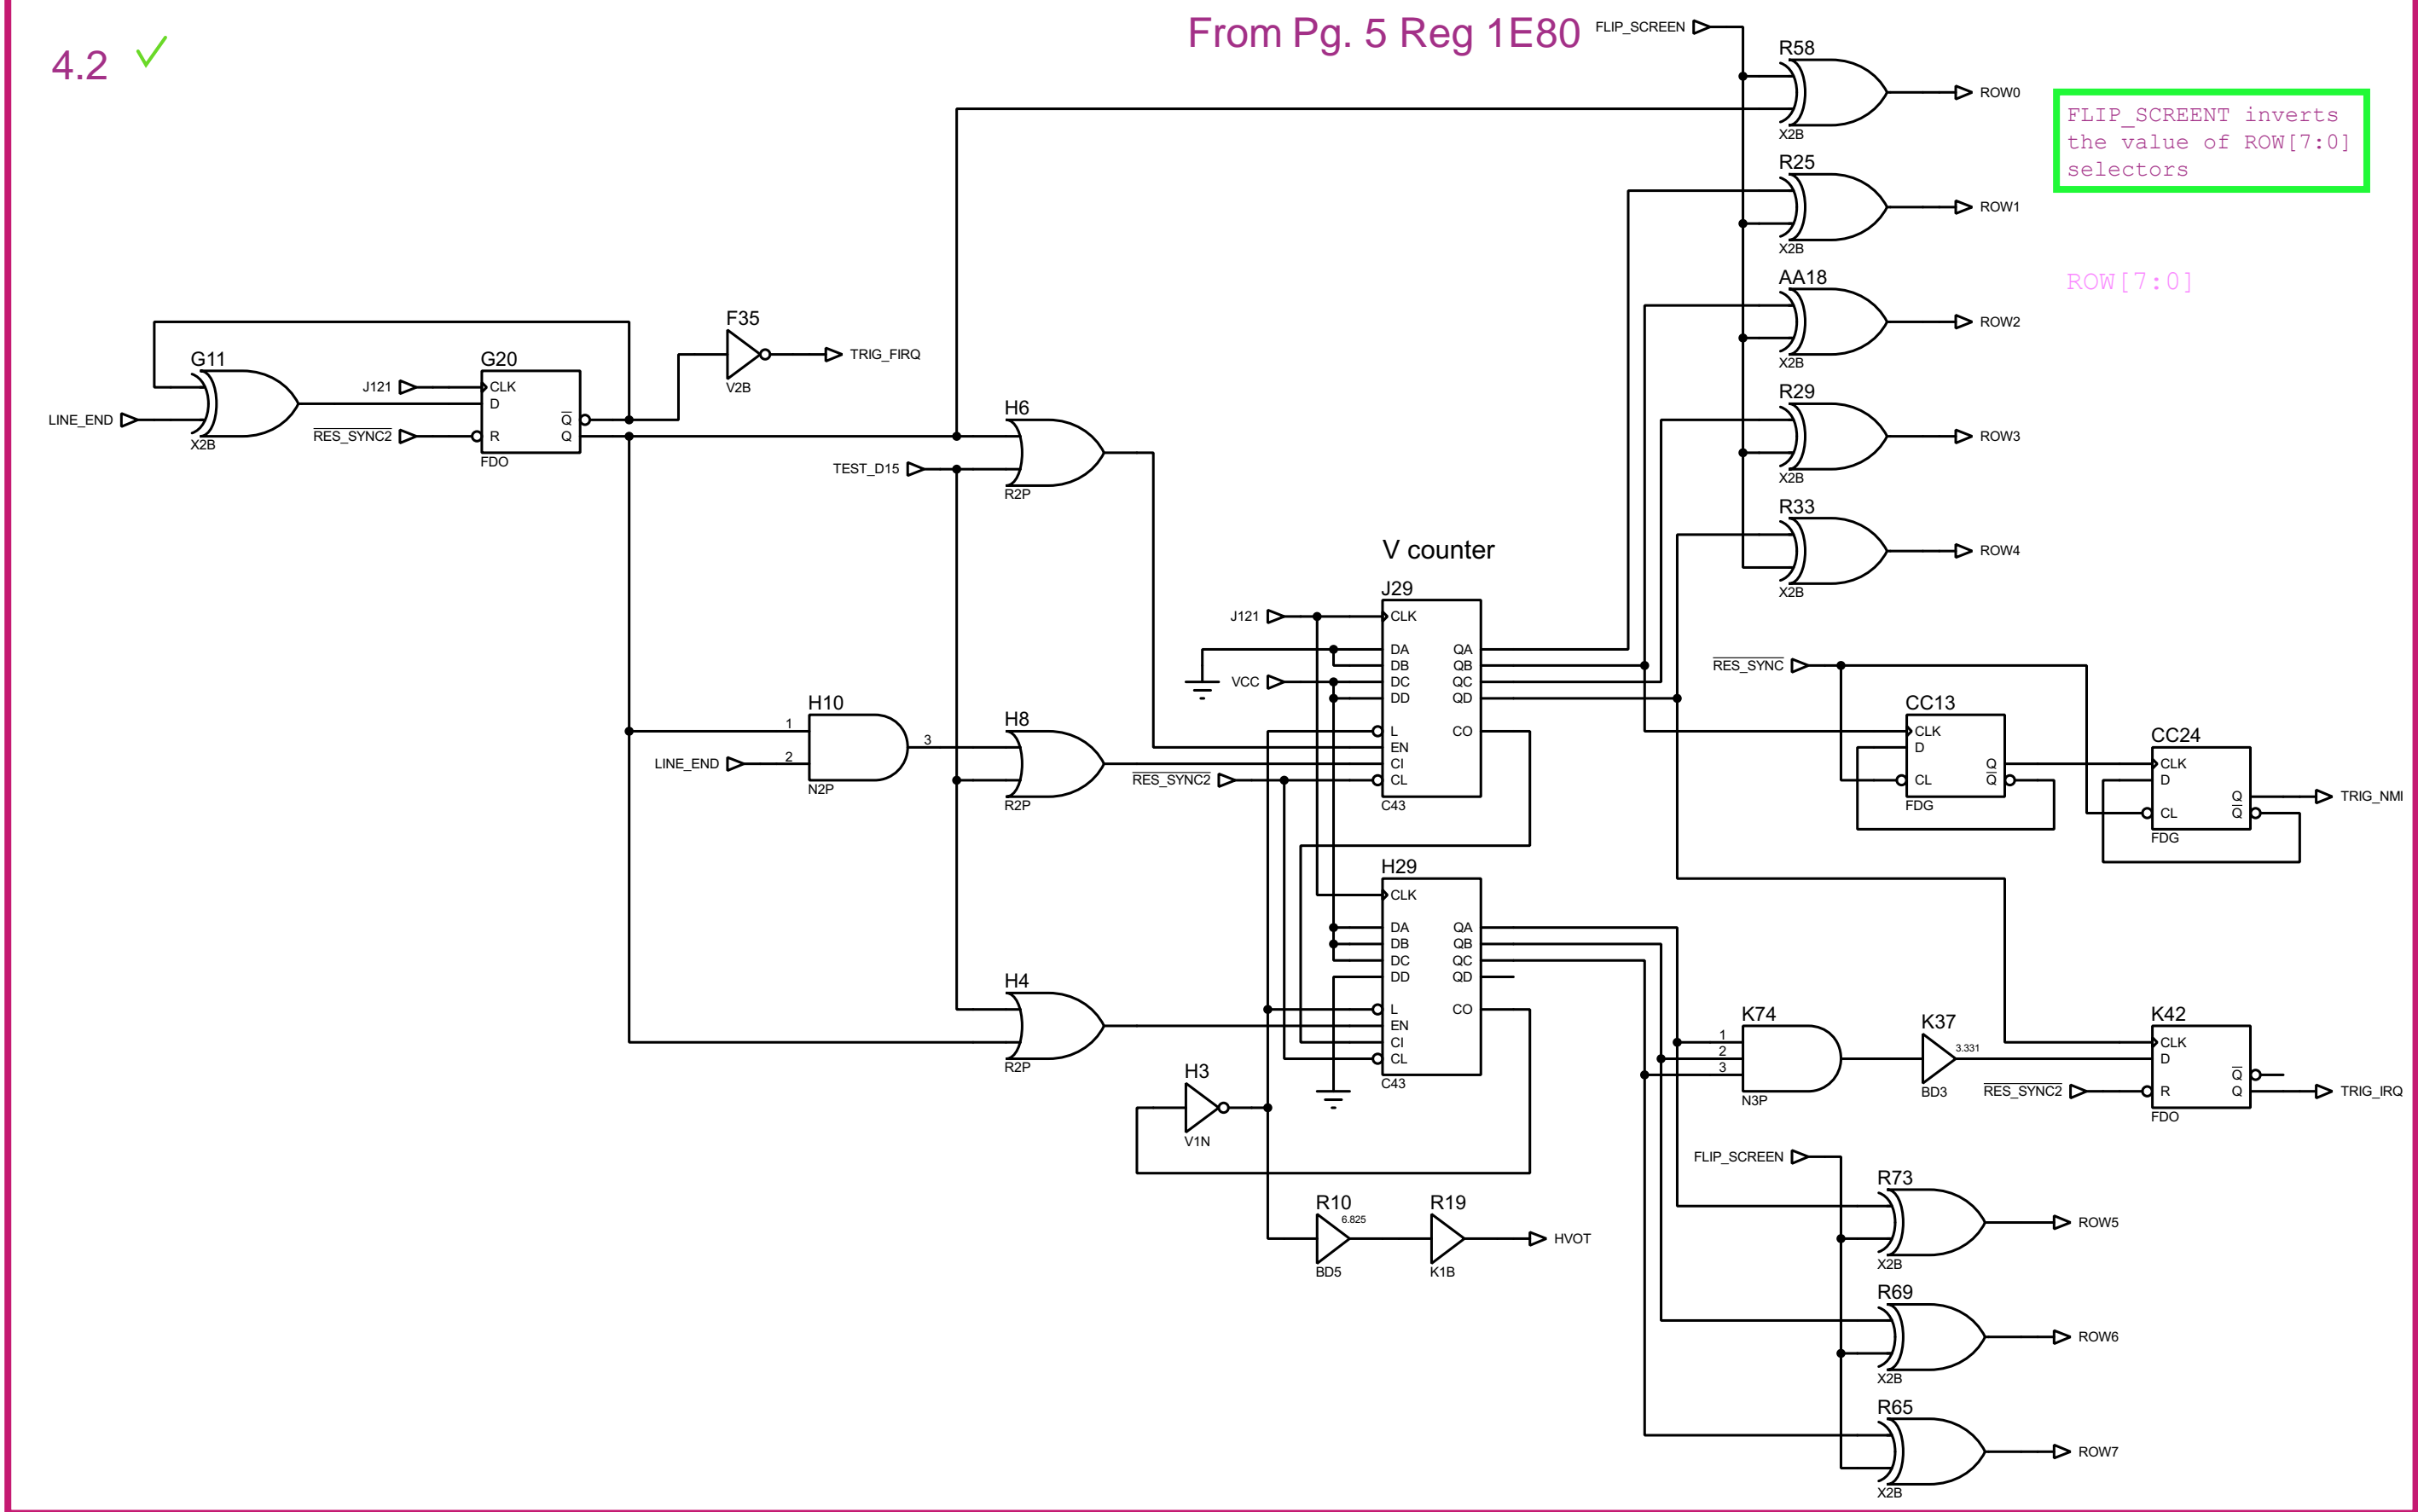 4.2
From Pg. 5 Reg 1E80
FLIP_SCREEN
R58
X2B
ROW0
FLIP_SCREENT inverts
the value of ROW[7:0]
selectors
R25
X2B
ROW1
ROW[7:0]
AA18
X2B
ROW2
R29
X2B
ROW3
R33
X2B
ROW4
G11
X2B
LINE_END
J121
RES_SYNC2
G20
CLK
D
R
Q
Q
FDO
F35
V2B
TRIG_FIRQ
TEST_D15
H6
R2P
H10
1
2
3
N2P
LINE_END
H8
R2P
H4
R2P
V counter
J29
J121
VCC
RES_SYNC2
CLK
DA QA
DB QB
DC QC
DD QD
L CO
EN
CI
CL
C43
H29
CLK
DA QA
DB QB
DC QC
DD QD
L CO
EN
CI
CL
C43
H3
V1N
R10
6.825
BD5
R19
K1B
HVOT
RES_SYNC
CC13
CLK
D
Q
CL Q
FDG
CC24
CLK
D
Q
CL Q
FDG
TRIG_NMI
K74
1
2
3
N3P
K37
3.331
BD3
RES_SYNC2
K42
CLK
D
Q
R Q
FDO
TRIG_IRQ
FLIP_SCREEN
R73
X2B
ROW5
R69
X2B
ROW6
R65
X2B
ROW7